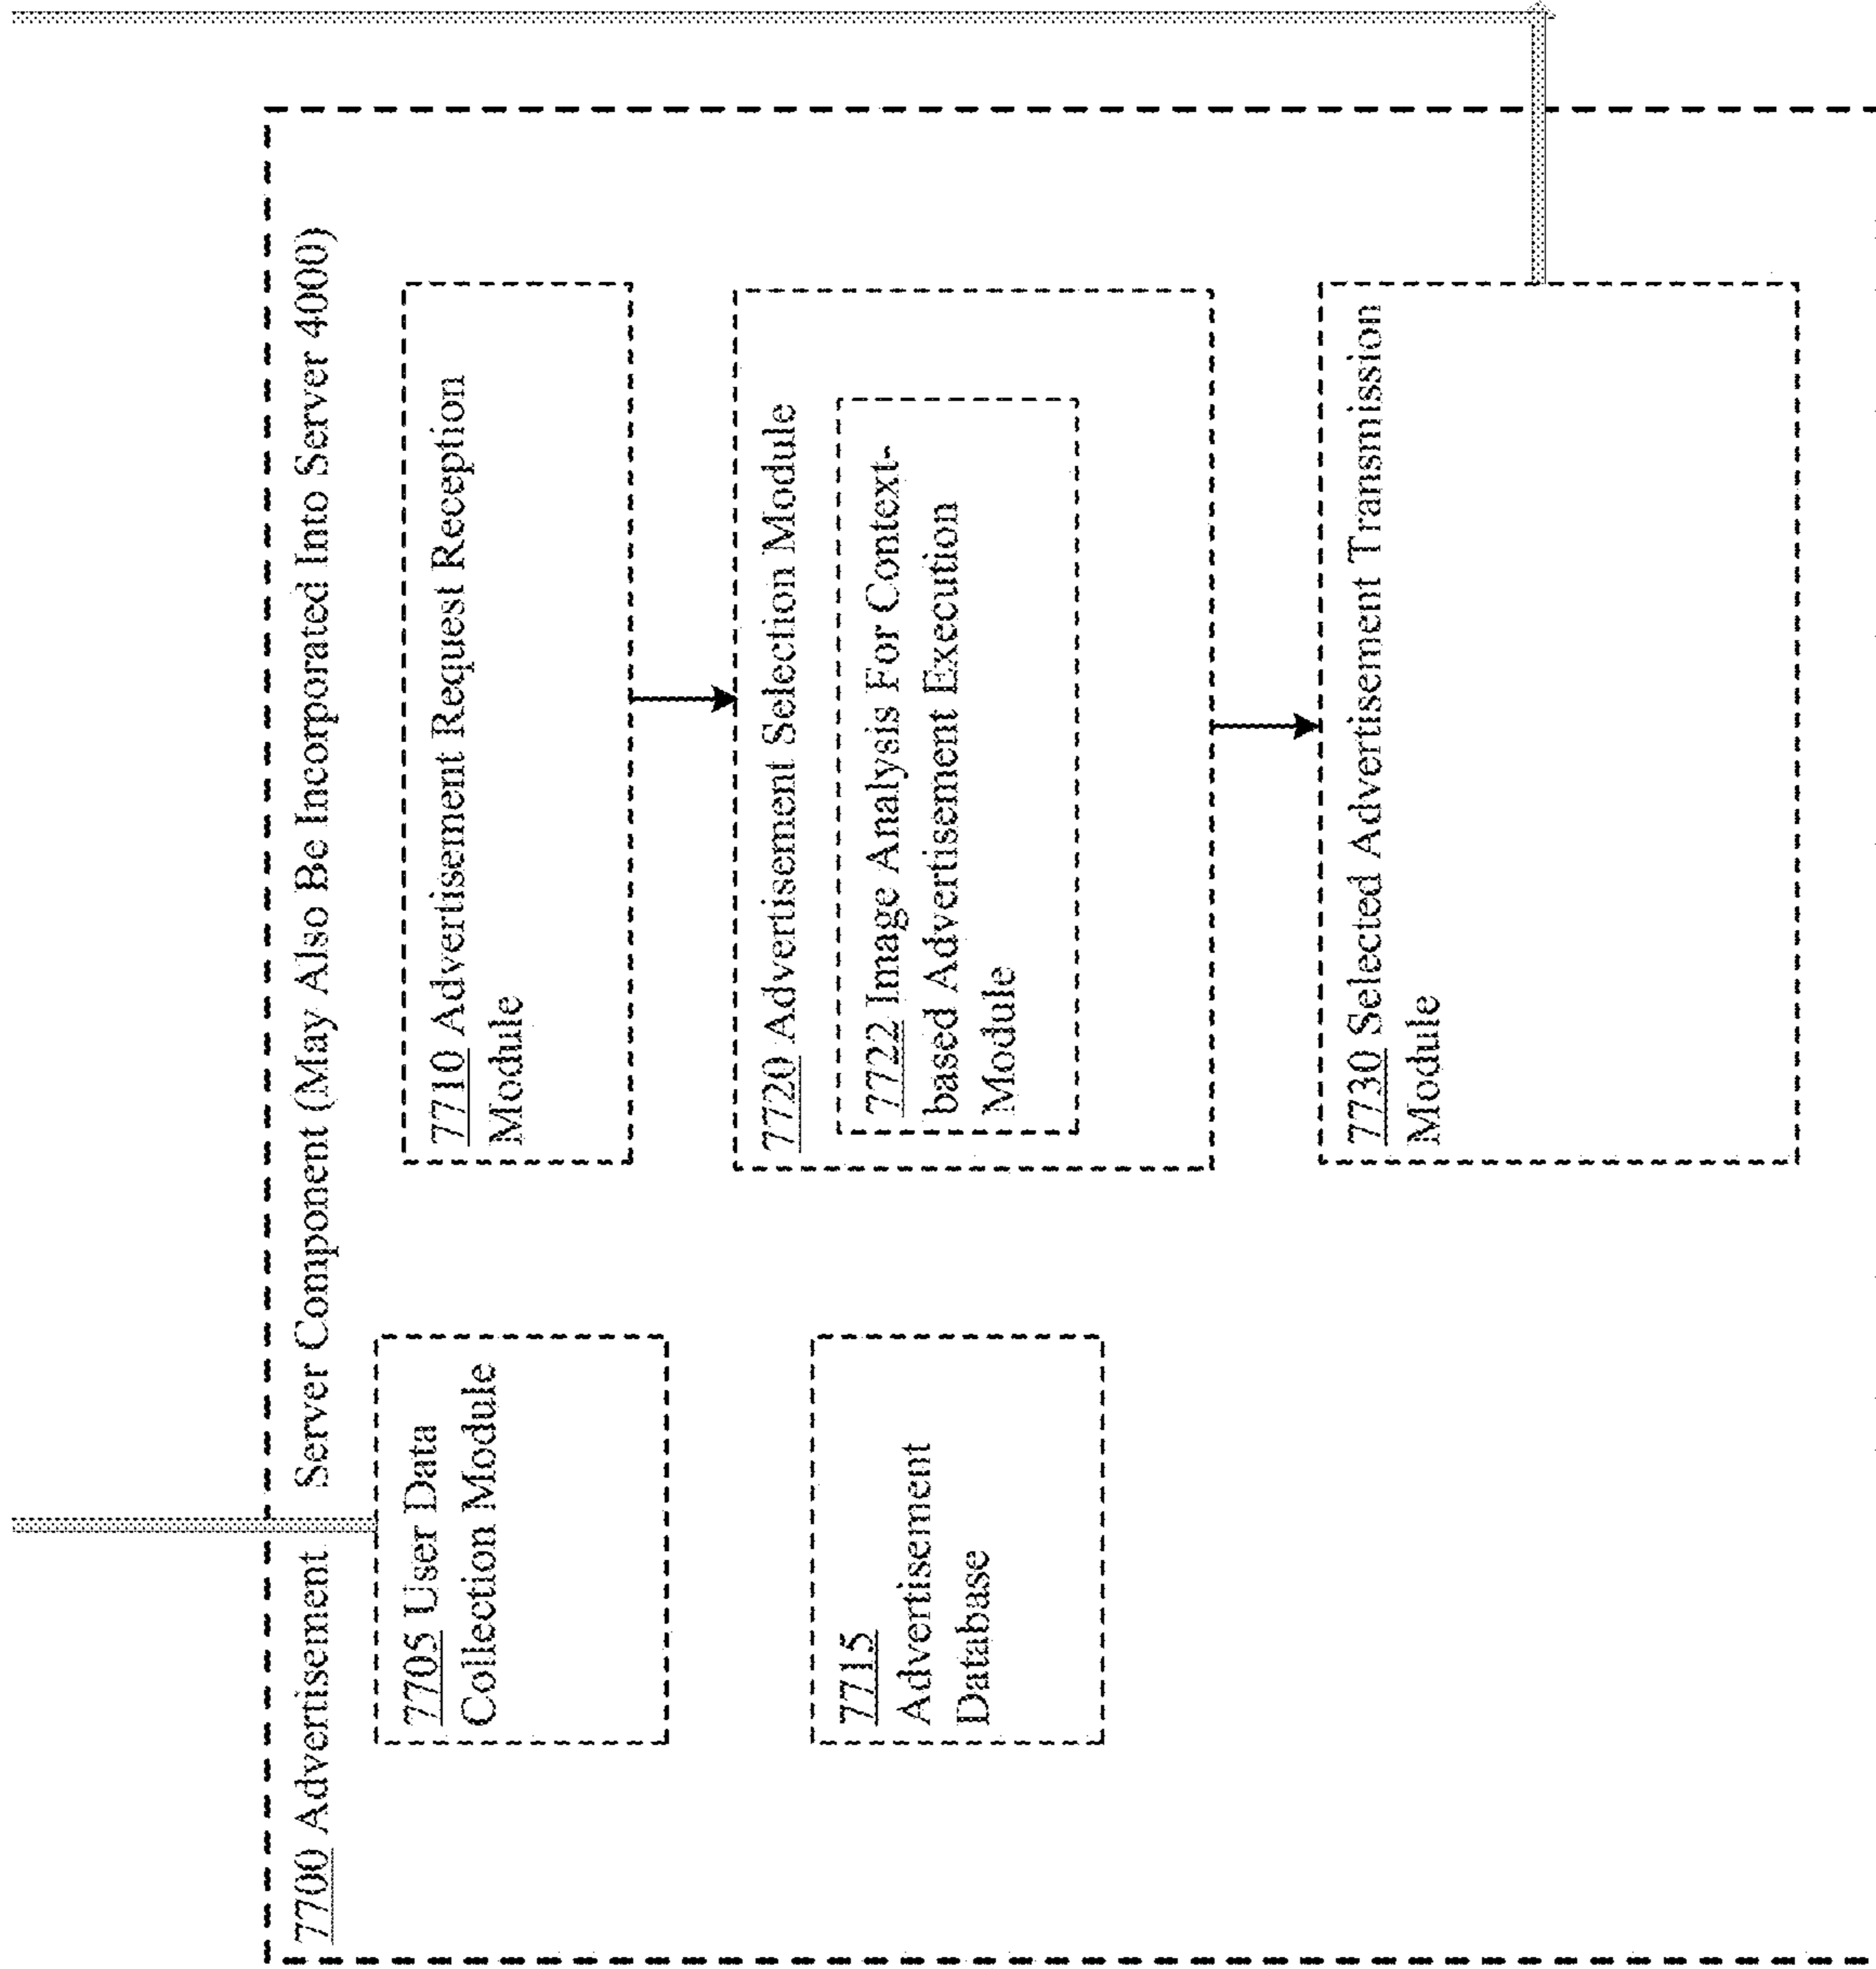 7700 Advertisement Server Component (May Also Be Incorporated Into Server 4000)
7705 User Data
Collection Module
7715
Advertisement
Database
7710 Advertisement Request Reception
Module
7720 Advertisement Selection Module
7722 Image Analysis For Context-
based Advertisement Execution
Module
7730 Selected Advertisement Transmission
Module